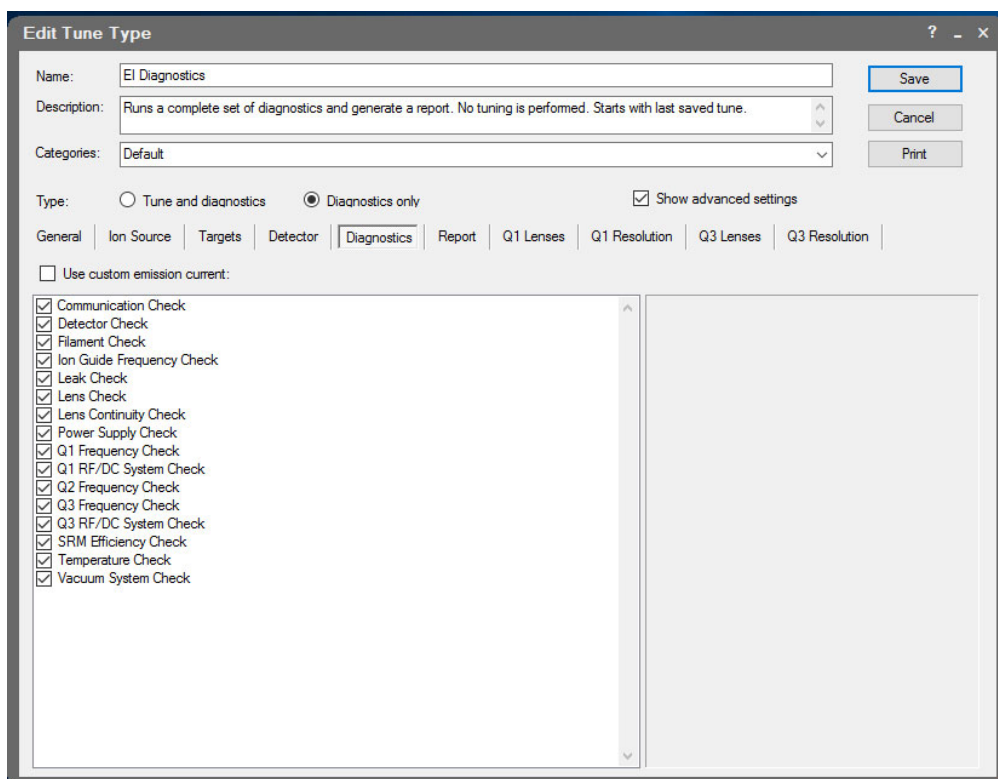 Edit Tune Type ? - ×
Name: EI Diagnostics Save
Description: Runs a complete set of diagnostics and generate a report. No tuning is performed. Starts with last saved tune. Cancel
Categories: Default Print
Type: Tune and diagnostics Diagnostics only Show advanced settings
General Ion Source Targets Detector Diagnostics Report Q1 Lenses Q1 Resolution Q3 Lenses Q3 Resolution
Use custom emission current:
Communication Check
Detector Check
Filament Check
Ion Guide Frequency Check
Leak Check
Lens Check
Lens Continuity Check
Power Supply Check
Q1 Frequency Check
Q1 RF/DC System Check
Q2 Frequency Check
Q3 Frequency Check
Q3 RF/DC System Check
SRM Efficiency Check
Temperature Check
Vacuum System Check